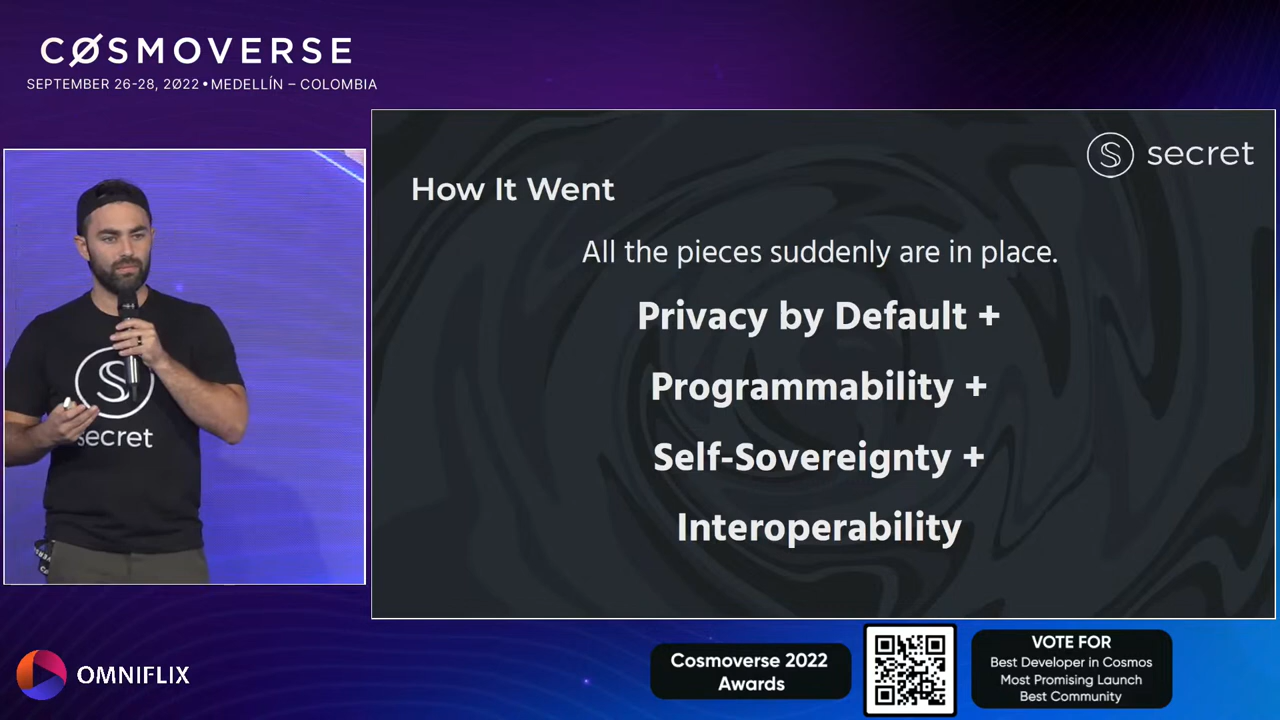 CØSMOVERSE
SEPTEMBER 26-28, 2022 • MEDELLÍN – COLOMBIA
secret
How It Went
All the pieces suddenly are in place.
Privacy by Default +
Programmability +
Self-Sovereignty +
Interoperability
secret
OMNIFLIX
Cosmoverse 2022
Awards
VOTE FOR
Best Developer in Cosmos
Most Promising Launch
Best Community